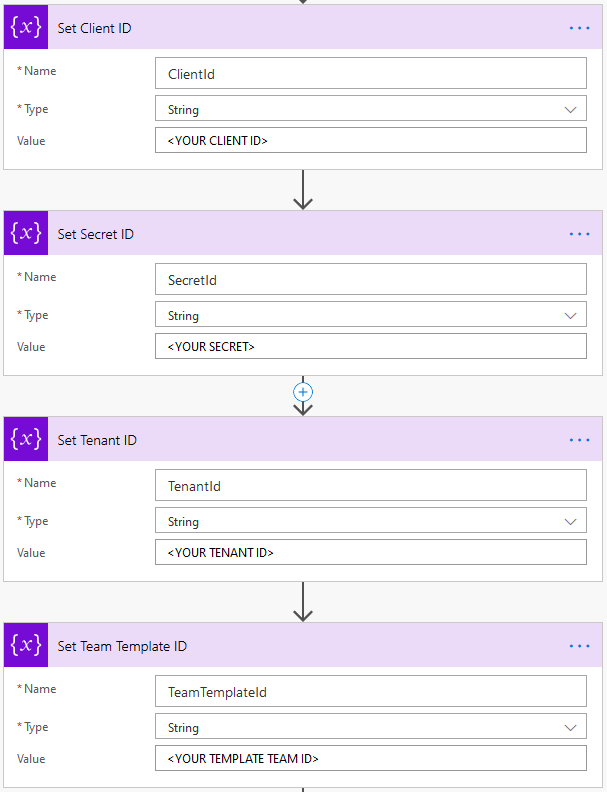 {x} Set Client ID ...
* Name ClientId
* Type String
Value <YOUR CLIENT ID>
{x} Set Secret ID ...
* Name SecretId
* Type String
Value <YOUR SECRET>
+
{x} Set Tenant ID ...
* Name TenantId
* Type String
Value <YOUR TENANT ID>
{x} Set Team Template ID ...
* Name TeamTemplateId
* Type String
Value <YOUR TEMPLATE TEAM ID>